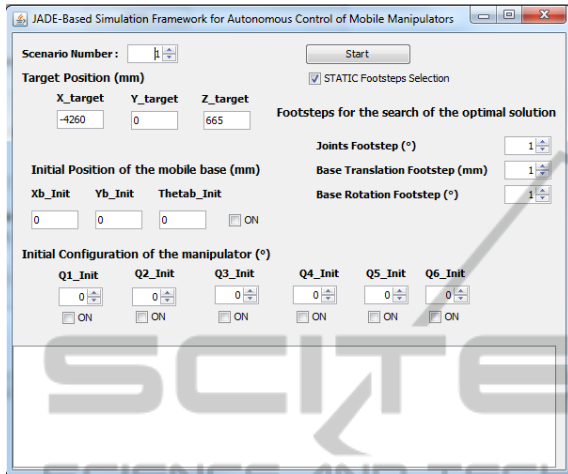 JADE-Based Simulation Framework for Autonomous Control of Mobile Manipulators
Scenario Number : 1 Start
Target Position (mm) STATIC Footsteps Selection
X_target Y_target Z_target
-4260 0 665
Footsteps for the search of the optimal solution
Joints Footstep (°) 1
Initial Position of the mobile base (mm) Base Translation Footstep (mm) 1
Xb_Init Yb_Init Thetab_Init Base Rotation Footstep (°) 1
0 0 0 ON
Initial Configuration of the manipulator (°)
Q1_Init Q2_Init Q3_Init Q4_Init Q5_Init Q6_Init
0 0 0 0 0 0
ON ON ON ON ON ON
SCITE